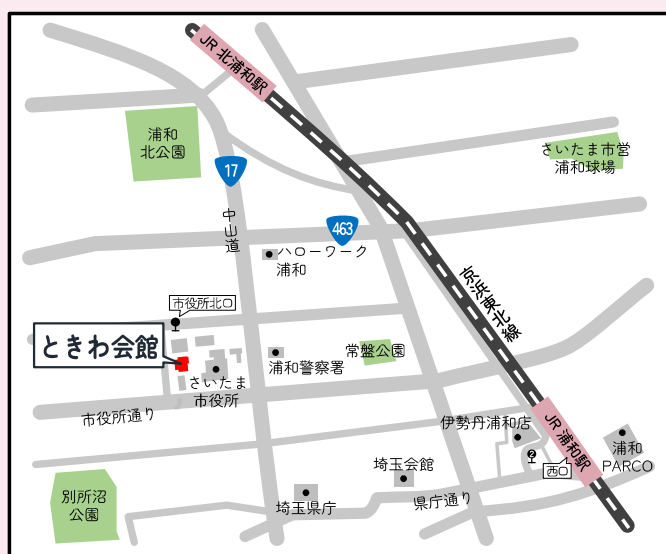 JR 北浦和駅
浦和
北公園
17
さいたま市営
浦和球場
中山道
463
ハローワーク
浦和
京浜東北線
市役所北口
ときわ会館
さいたま
市役所
浦和警察署
常盤公園
市役所通り
伊勢丹浦和店
JR 浦和駅
2
西口
浦和
PARCO
埼玉会館
別所沼
公園
埼玉県庁
県庁通り